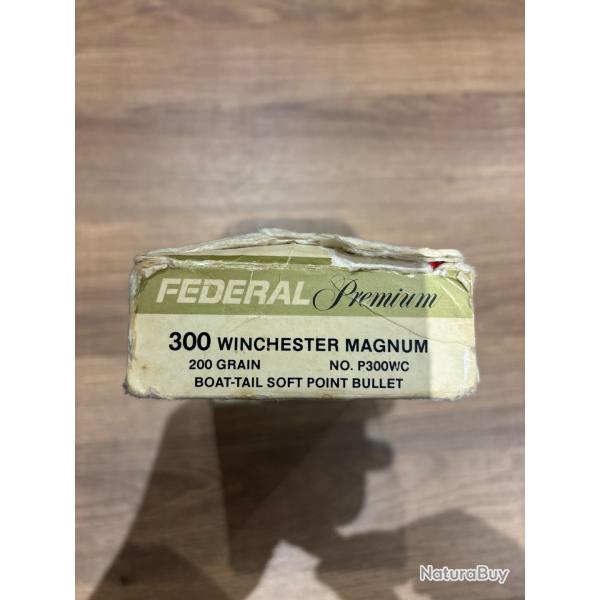 FEDERAL Premium
300 WINCHESTER MAGNUM
200 GRAIN NO. P300WC
BOAT-TAIL SOFT POINT BULLET
NaturaBuy